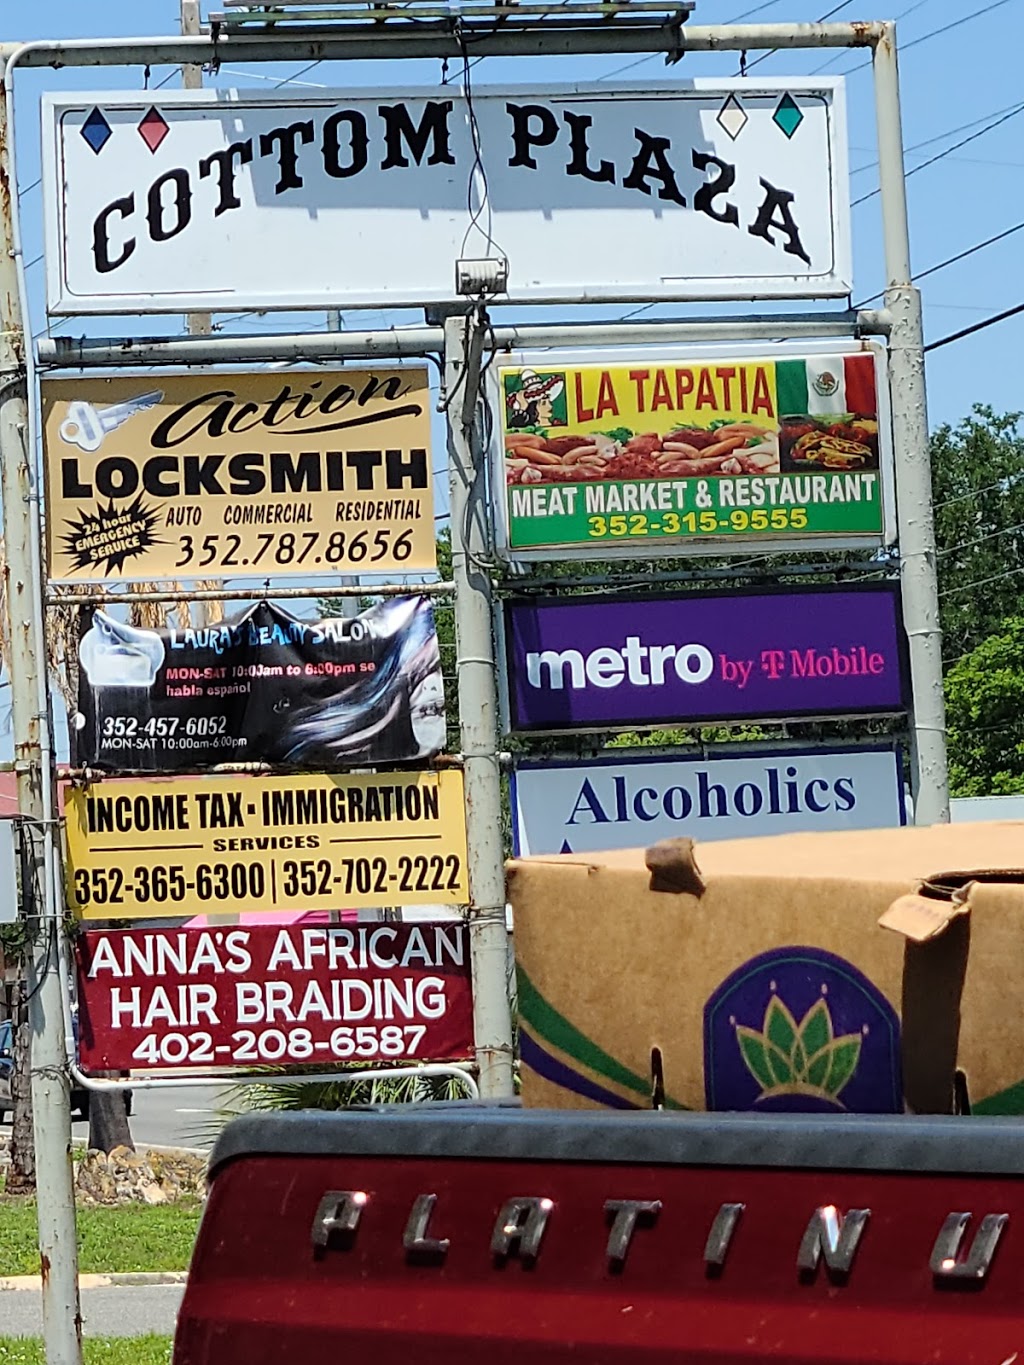 COTTOM PLAZA
Action
LOCKSMITH
AUTO COMMERCIAL RESIDENTIAL
24 hour
EMERGENCY
SERVICE
352.787.8656
LA TAPATIA
MEAT MARKET & RESTAURANT
352-315-9555
LAURA'S BEAUTY SALON
MON-SAT 10:00am to 6:00pm se
habla español
352-457-6052
MON-SAT 10:00am-6:00pm
metro by T Mobile
INCOME TAX - IMMIGRATION
SERVICES
352-365-6300 | 352-702-2222
Alcoholics
ANNA'S AFRICAN
HAIR BRAIDING
402-208-6587
PLATINU